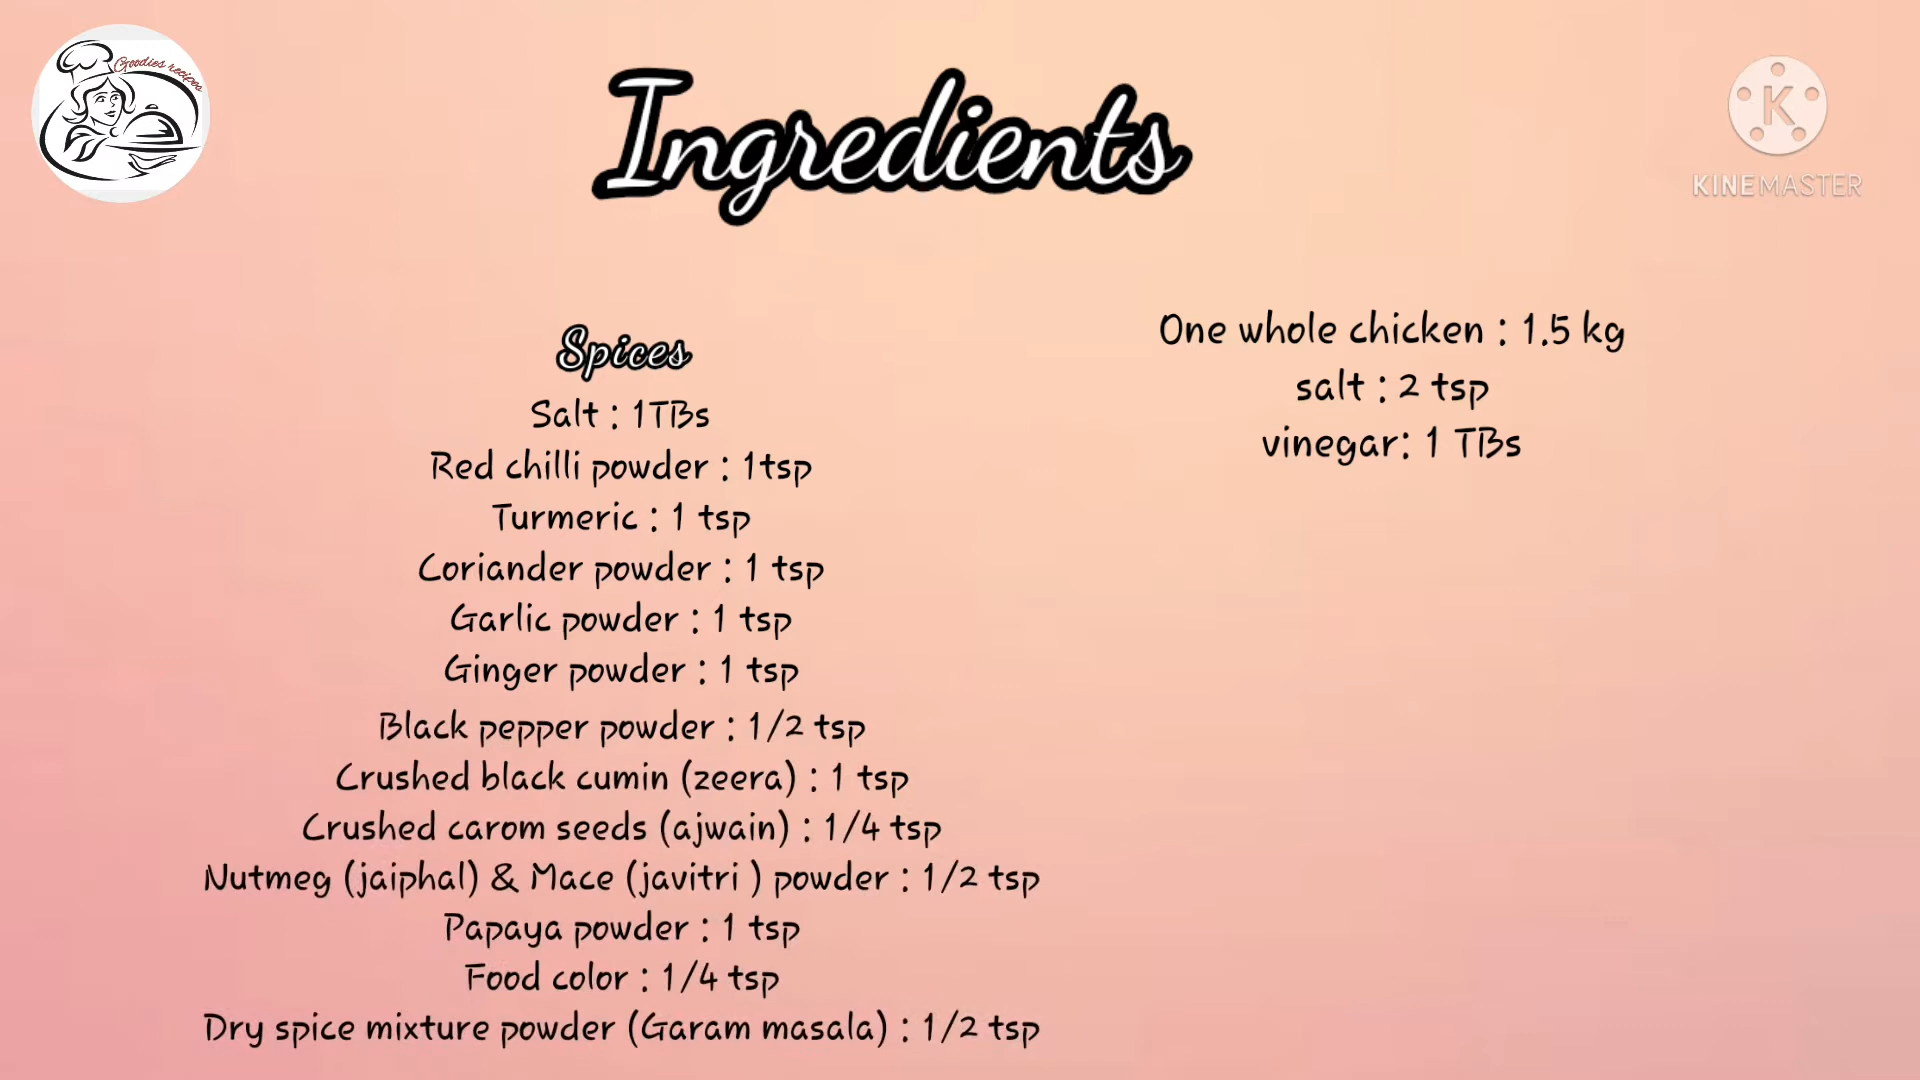 Goodies recipes
Ingredients
KINEMASTER
Spices
Salt : 1TBs
Red chilli powder : 1tsp
Turmeric : 1 tsp
Coriander powder : 1 tsp
Garlic powder : 1 tsp
Ginger powder : 1 tsp
Black pepper powder : 1/2 tsp
Crushed black cumin (zeera) : 1 tsp
Crushed carom seeds (ajwain) : 1/4 tsp
Nutmeg (jaiphal) & Mace (javitri ) powder : 1/2 tsp
Papaya powder : 1 tsp
Food color : 1/4 tsp
Dry spice mixture powder (Garam masala) : 1/2 tsp
One whole chicken : 1.5 kg
salt : 2 tsp
vinegar: 1 TBs